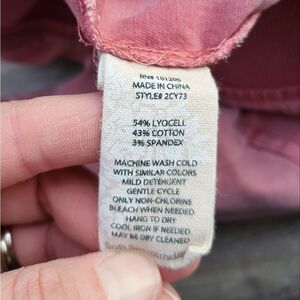 RN# 101266
MADE IN CHINA
STYLE# 2CY73
54% LYOCELL
43% COTTON
3% SPANDEX
MACHINE WASH COLD
WITH SIMILAR COLORS
MILD DETERGENT
GENTLE CYCLE
ONLY NON-CHLORINE
BLEACH WHEN NEEDED
HANG TO DRY
COOL IRON IF NEEDED
MAY BE DRY CLEANED